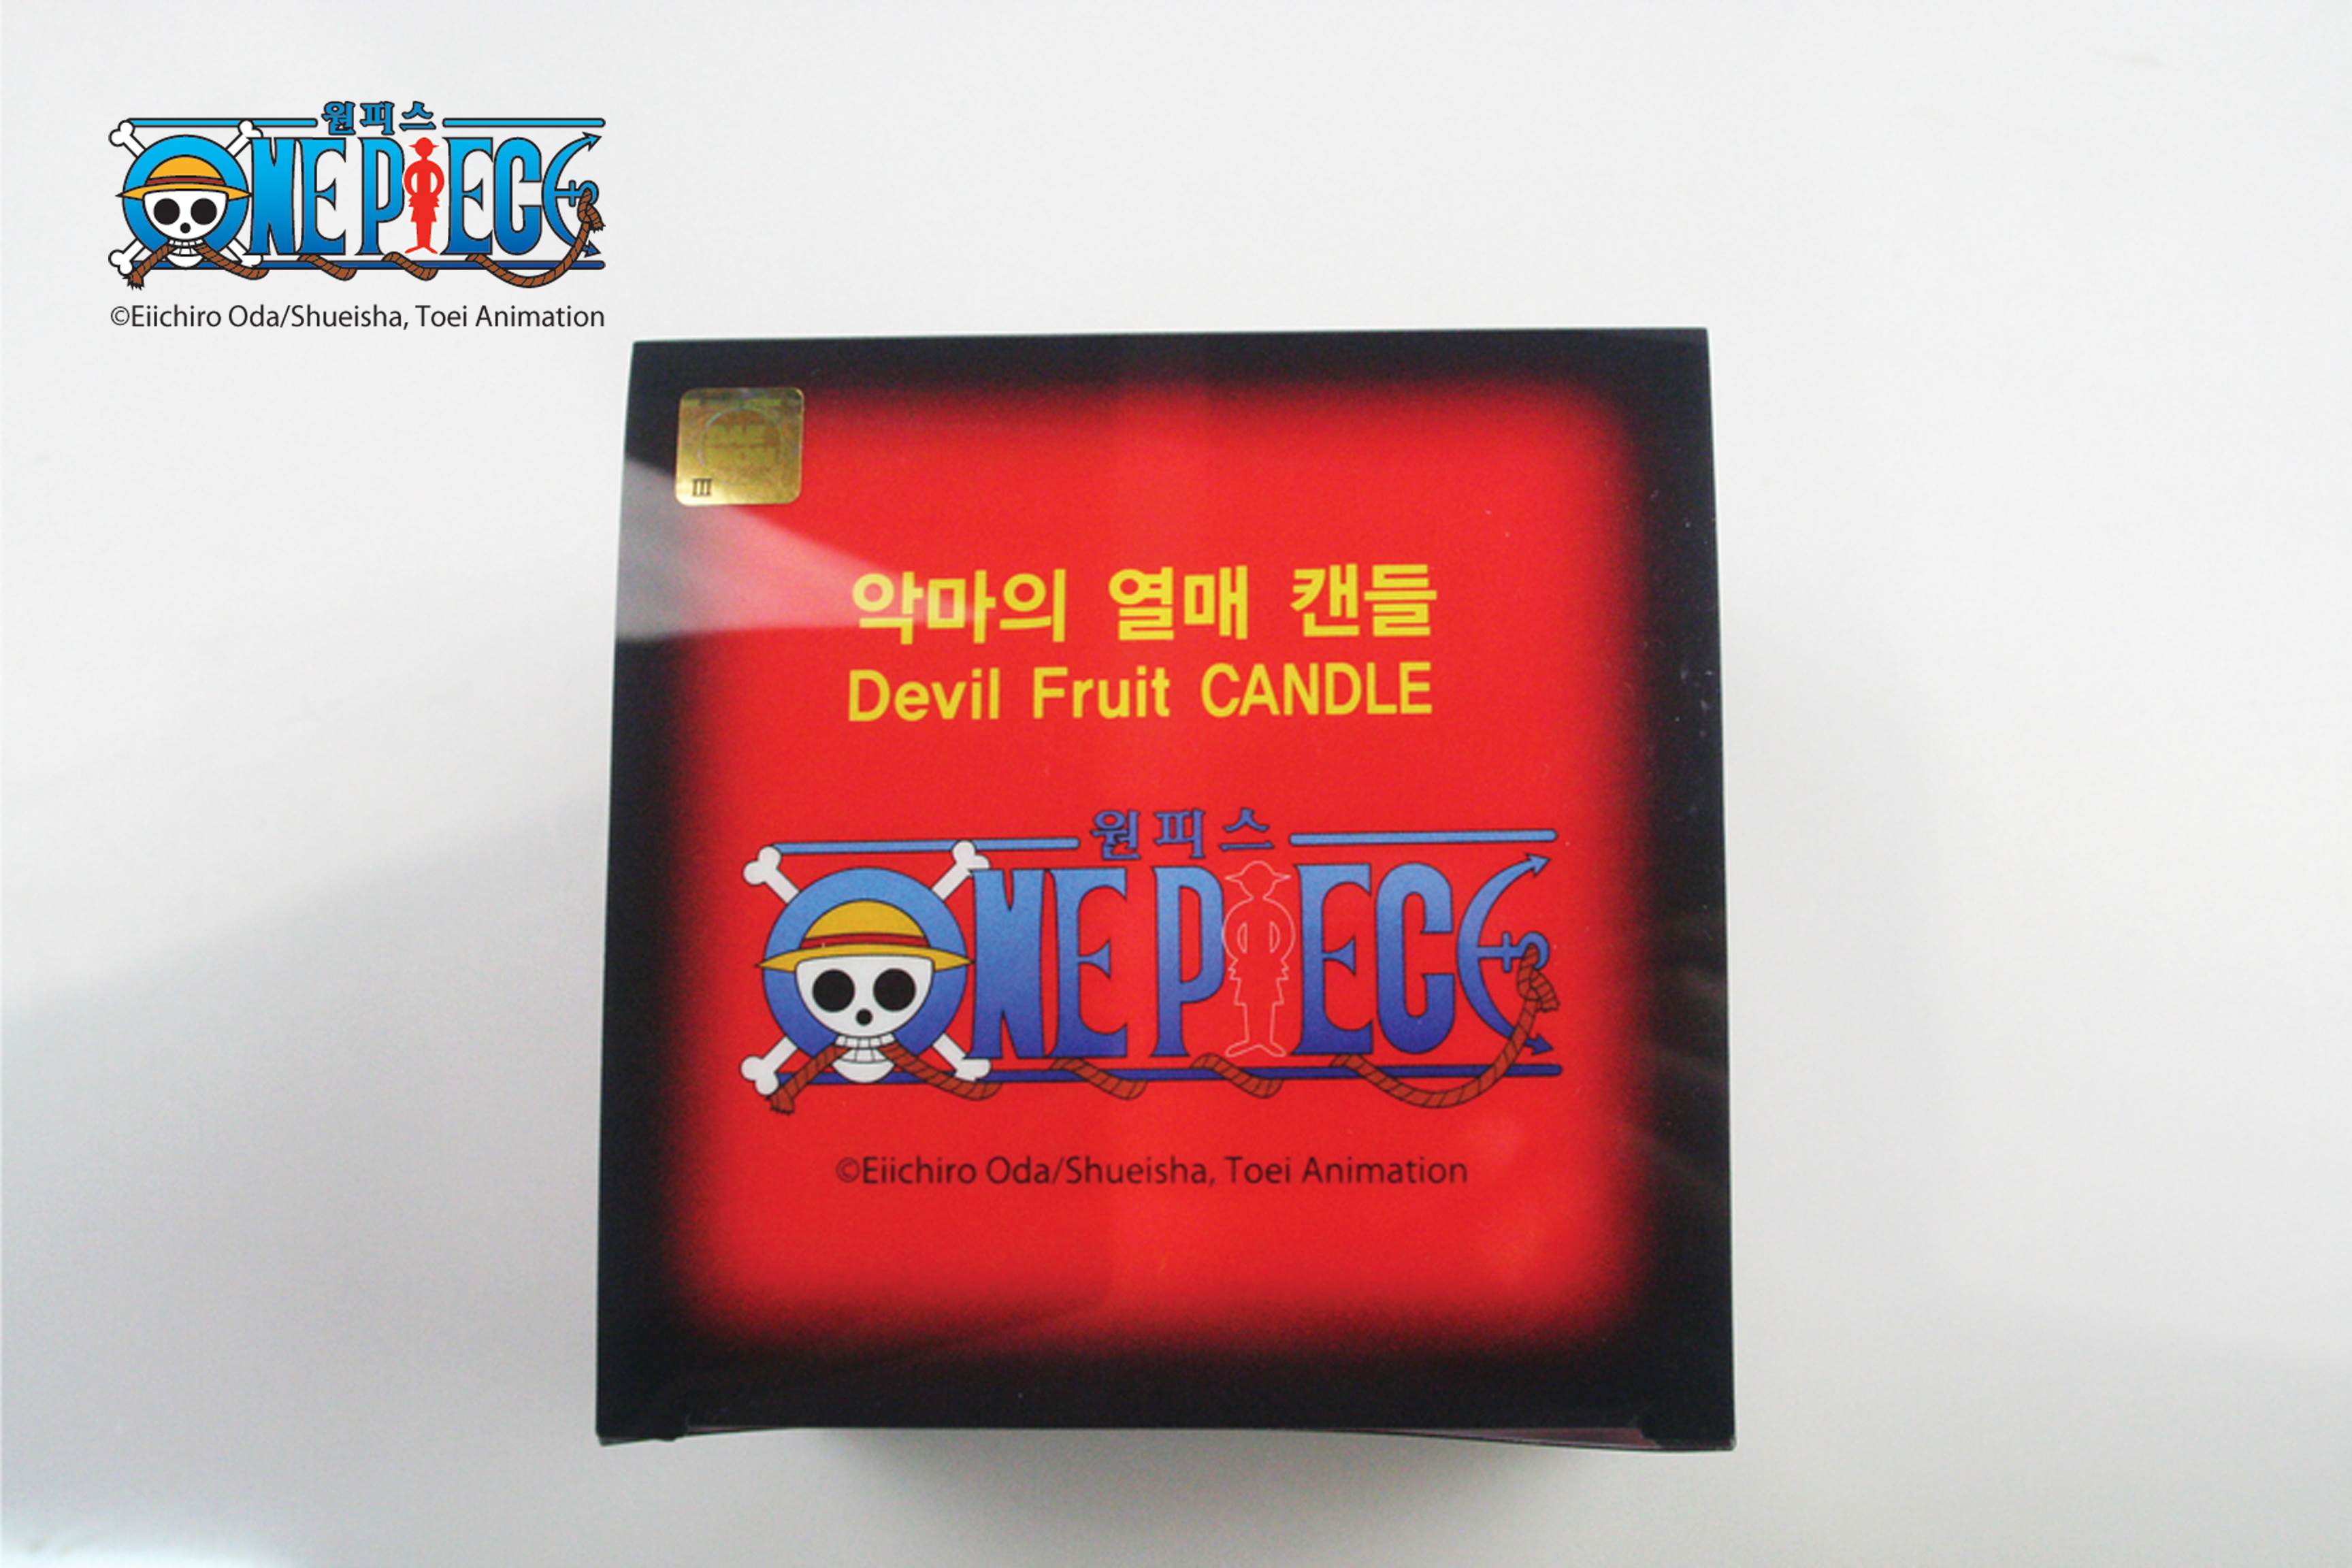 원피스
ONE PIECE
©Eiichiro Oda/Shueisha, Toei Animation
III
악마의 열매 캔들
Devil Fruit CANDLE
원피스
ONE PIECE
©Eiichiro Oda/Shueisha, Toei Animation